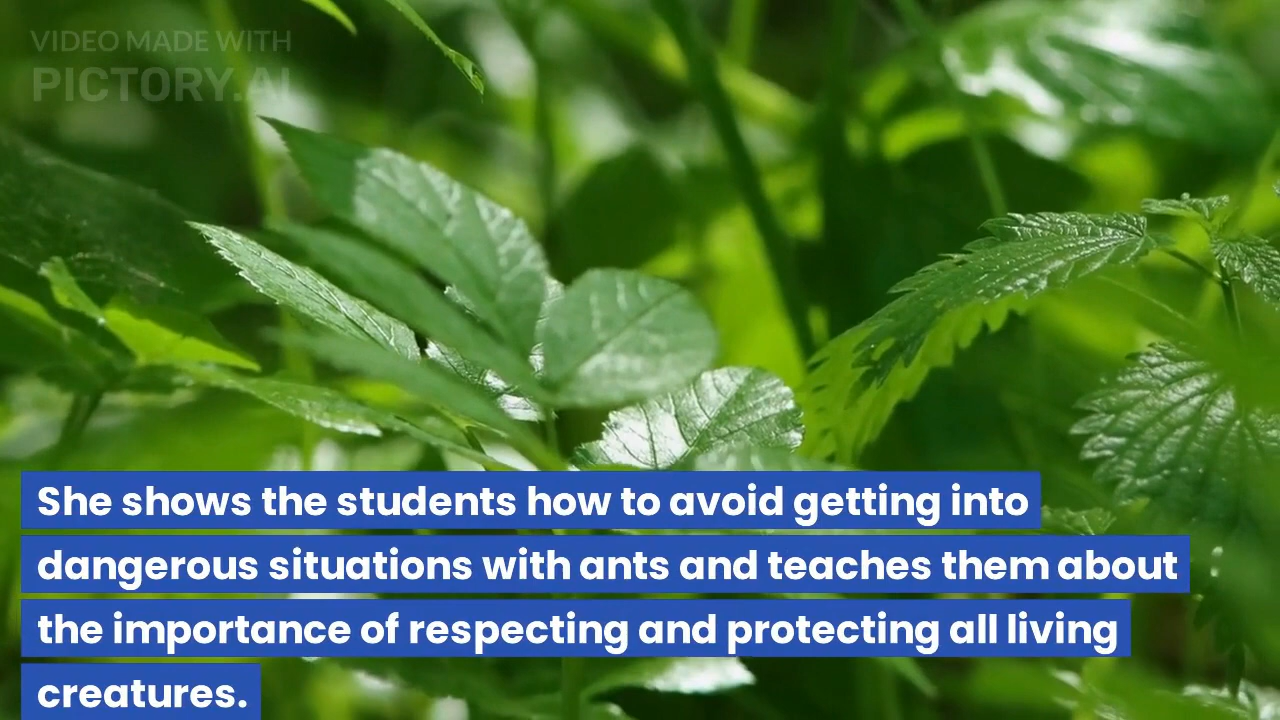 VIDEO MADE WITH
PICTORY.AI
She shows the students how to avoid getting into
dangerous situations with ants and teaches them about
the importance of respecting and protecting all living
creatures.